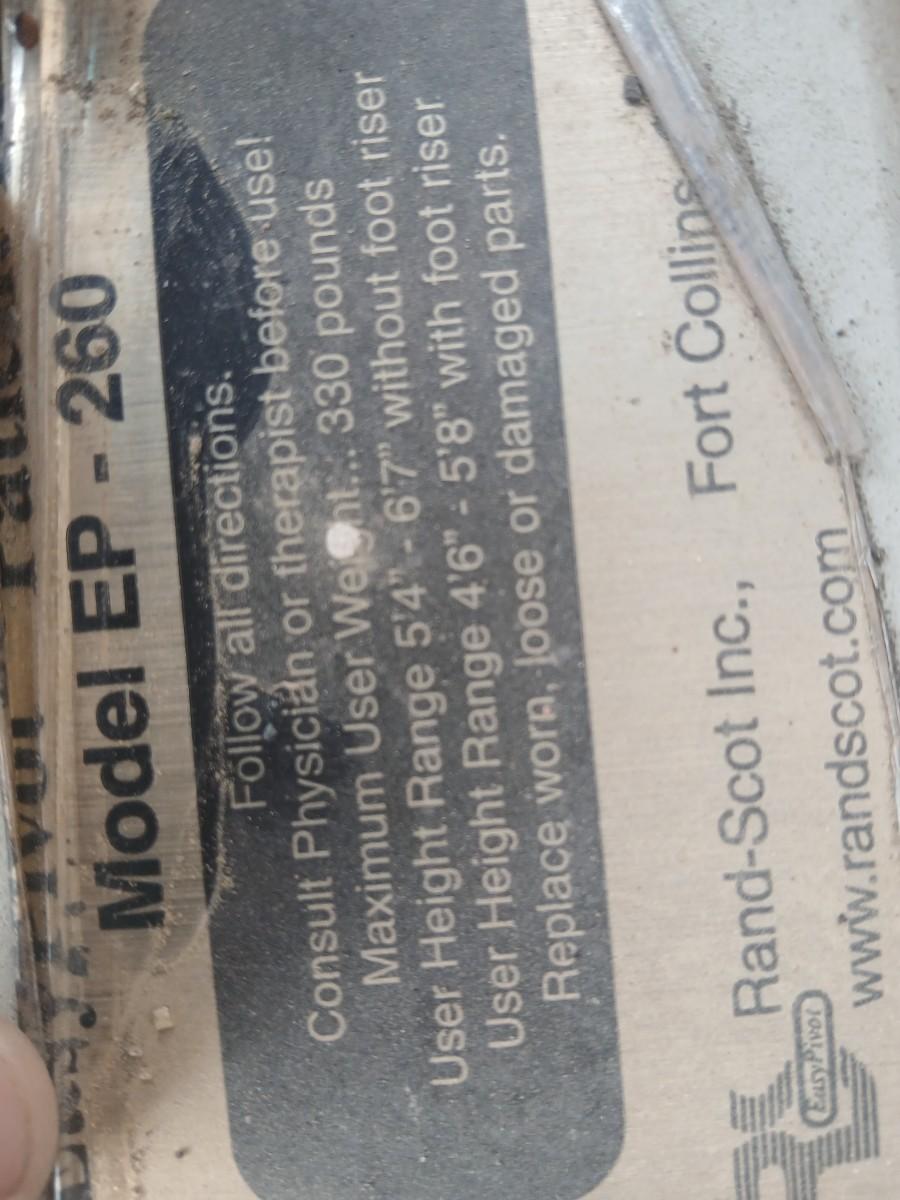 Model EP - 260
Follow all directions.
Consult Physician or therapist before use!
Maximum User Weight... 330 pounds
User Height Range 5'4" - 6'7" without foot riser
User Height Range 4'6" - 5'8" with foot riser
Replace worn, loose or damaged parts.
Rand-Scot Inc., Fort Collins
www.randscot.com
EasyPivot